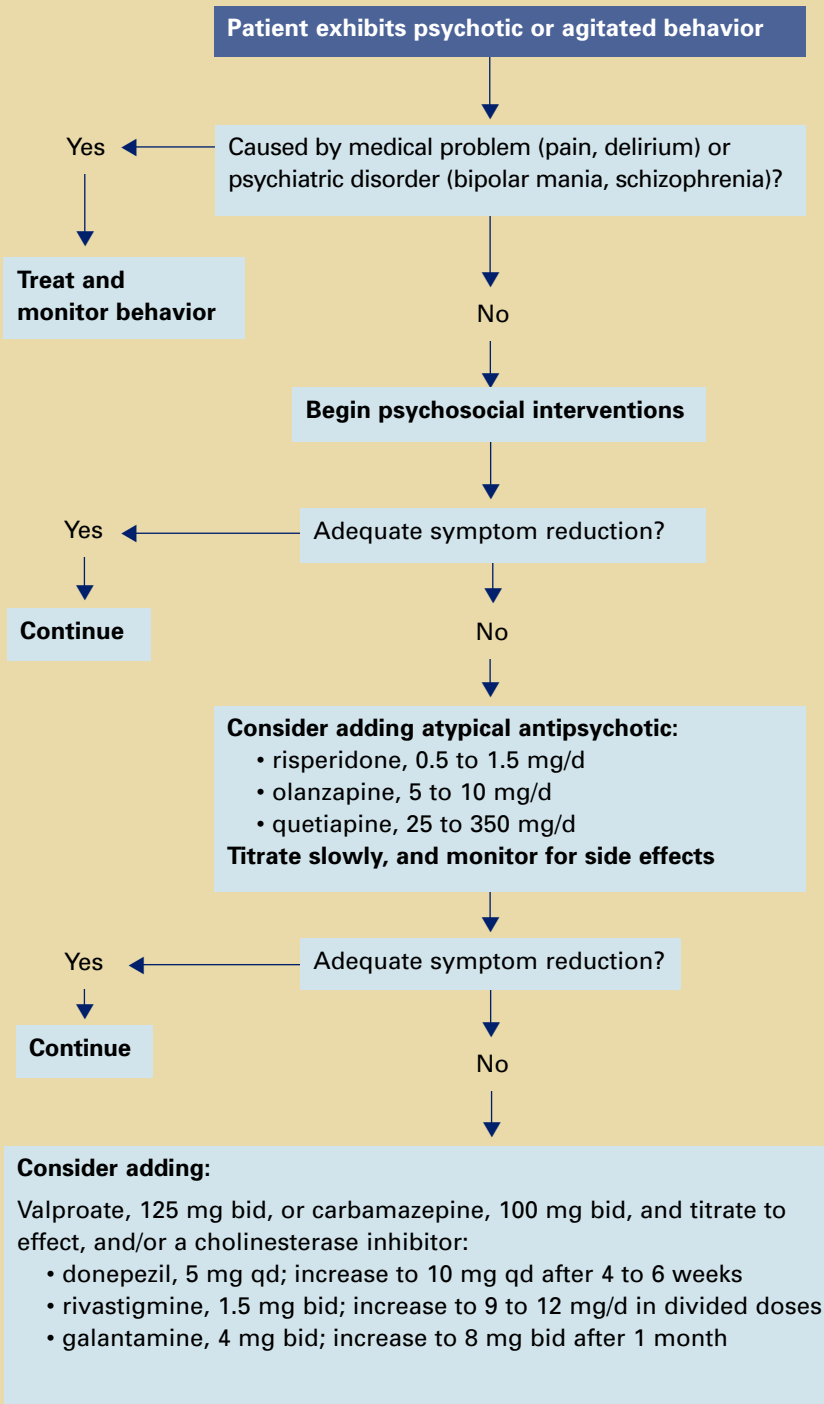 Patient exhibits psychotic or agitated behavior
Yes
Caused by medical problem (pain, delirium) or
psychiatric disorder (bipolar mania, schizophrenia)?
Treat and
monitor behavior
No
Begin psychosocial interventions
Yes
Adequate symptom reduction?
Continue
No
Consider adding atypical antipsychotic:
• risperidone, 0.5 to 1.5 mg/d
• olanzapine, 5 to 10 mg/d
• quetiapine, 25 to 350 mg/d
Titrate slowly, and monitor for side effects
Yes
Adequate symptom reduction?
Continue
No
Consider adding:
Valproate, 125 mg bid, or carbamazepine, 100 mg bid, and titrate to
effect, and/or a cholinesterase inhibitor:
• donepezil, 5 mg qd; increase to 10 mg qd after 4 to 6 weeks
• rivastigmine, 1.5 mg bid; increase to 9 to 12 mg/d in divided doses
• galantamine, 4 mg bid; increase to 8 mg bid after 1 month